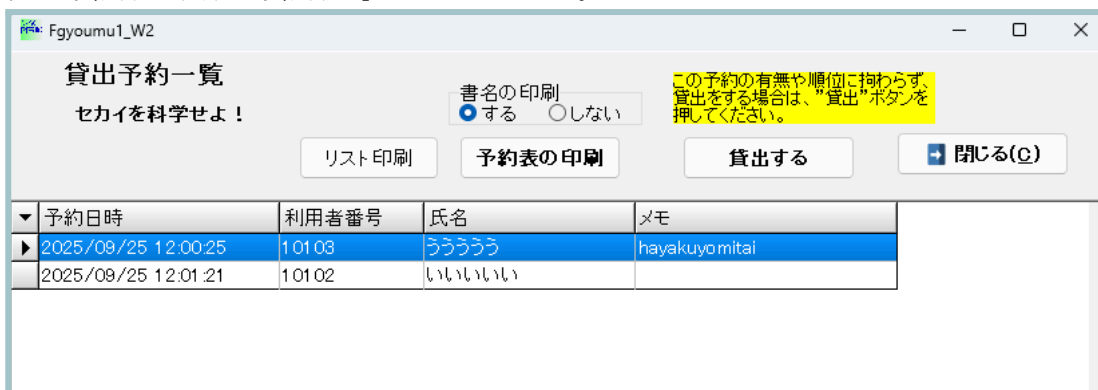 Fgyoumu1_W2
貸出予約一覧
セカイを科学せよ！
書名の印刷
する しない
この予約の有無や順位に拘わらず、
貸出をする場合は、”貸出”ボタンを
押してください。
リスト印刷 予約表の印刷 貸出する 閉じる(C)
予約日時 利用者番号 氏名 メモ
2025/09/25 12:00:25 10103 ううううう hayakuyomitai
2025/09/25 12:01:21 10102 いいいいい